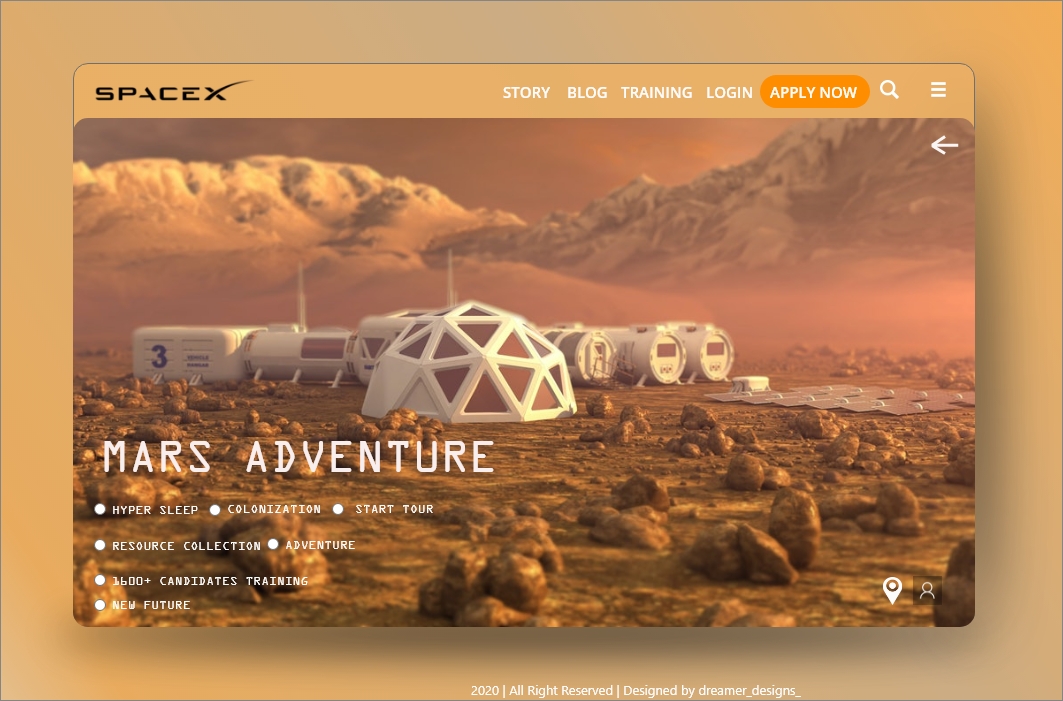 SPACEX
STORY BLOG TRAINING LOGIN APPLY NOW
3
VEHICLE
MARS ADVENTURE
HYPER SLEEP COLONIZATION START TOUR
RESOURCE COLLECTION ADVENTURE
1600+ CANDIDATES TRAINING
NEW FUTURE
2020 | All Right Reserved | Designed by dreamer_designs_